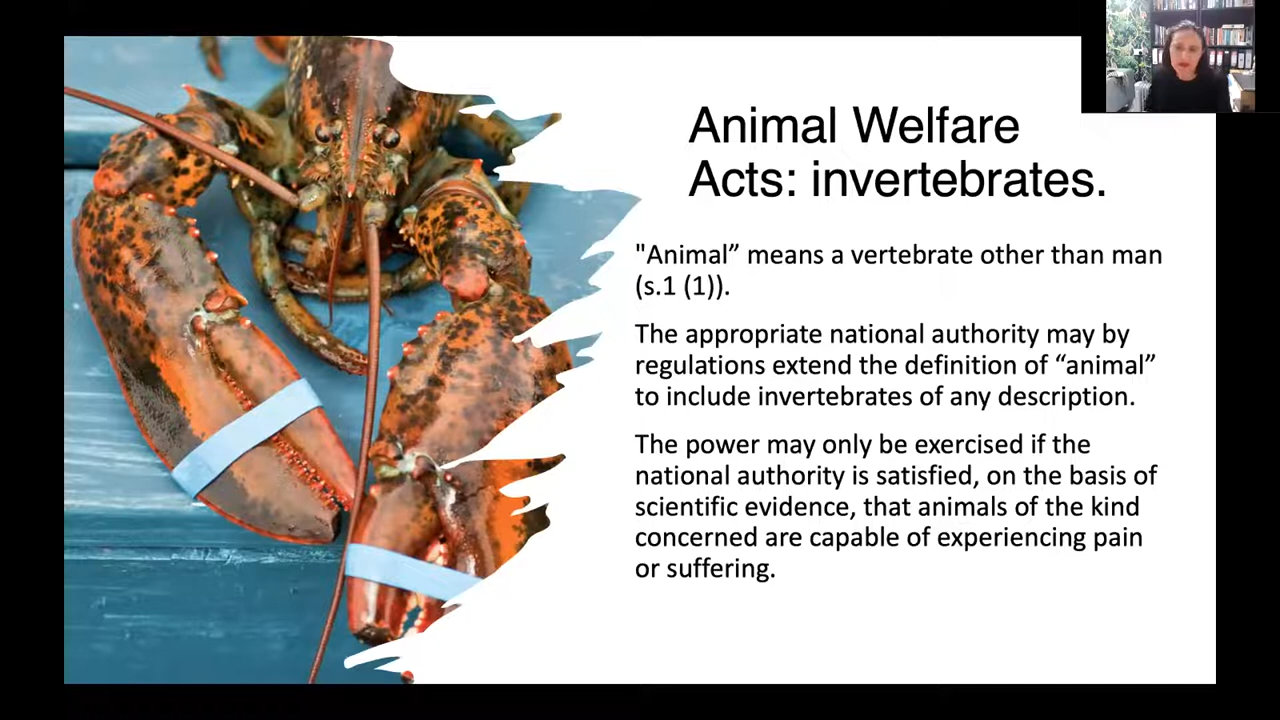 Animal Welfare
Acts: invertebrates.
"Animal” means a vertebrate other than man
(s.1 (1)).
The appropriate national authority may by
regulations extend the definition of “animal”
to include invertebrates of any description.
The power may only be exercised if the
national authority is satisfied, on the basis of
scientific evidence, that animals of the kind
concerned are capable of experiencing pain
or suffering.